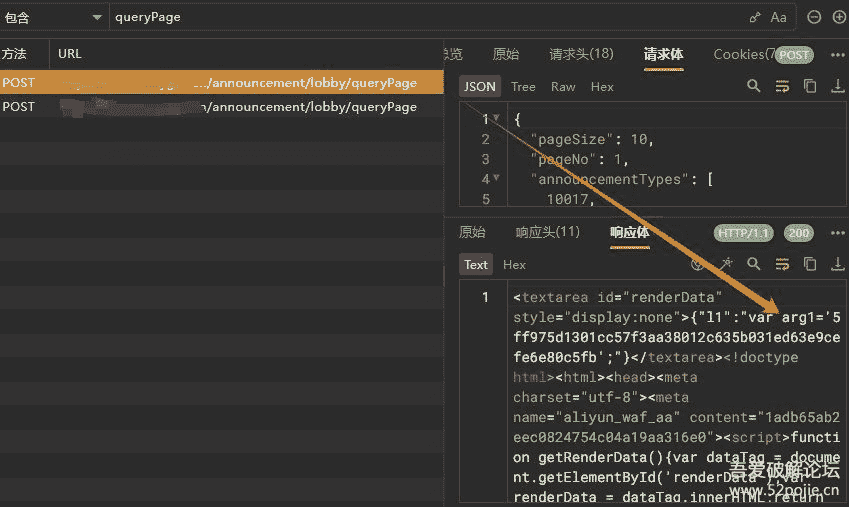 包含 queryPage Aa
方法 URL
POST /announcement/lobby/queryPage
POST n/announcement/lobby/queryPage
总览 原始 请求头(18) 请求体 Cookies(7 POST
JSON Tree Raw Hex
1 {
2 "pageSize": 10,
3 "pageNo": 1,
4 "announcementTypes": [
5 10017,
原始 响应头(11) 响应体 HTTP/1.1 200
Text Hex
1 <textarea id="renderData"
style="display:none">{"l1":"var arg1='5
ff975d1301cc57f3aa38012c635b031ed63e9ce
fe6e80c5fb';"}</textarea><!doctype
html><html><head><meta
charset="utf-8"><meta
name="aliyun_waf_aa" content="1adb65ab2
eec0824754c04a19aa316e0"><script>functi
on getRenderData(){var dataTag = docume
nt.getElementById('renderData');var
renderData = dataTag.innerHTML;return
吾爱破解论坛
www.52pojie.cn